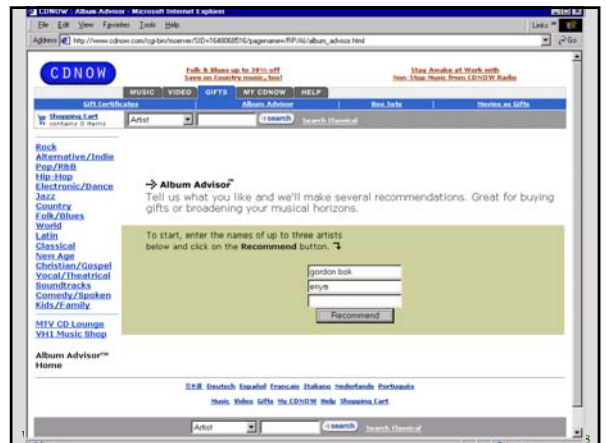 CDNOW : Album Advisor - Microsoft Internet Explorer
File Edit View Favorites Tools Help
Links »
Address http://www.cdnow.com/cgi-bin/mserver/SID=1640068516/pagename=/RP/AI/album_advisor.html Go
CDNOW
Folk & Blues up to 30% off
Save on Country music, too!
Stay Awake at Work with
Non-Stop Music from CDNOW Radio
MUSIC VIDEO GIFTS MY CDNOW HELP
Gift Certificates | Album Advisor | Box Sets | Movies as Gifts
Shopping Cart
contains 0 items
Artist search Search Classical
Rock
Alternative/Indie
Pop/R&B
Hip-Hop
Electronic/Dance
Jazz
Country
Folk/Blues
World
Latin
Classical
New Age
Christian/Gospel
Vocal/Theatrical
Soundtracks
Comedy/Spoken
Kids/Family
MTV CD Lounge
VH1 Music Shop
Album Advisor™
Home
Album Advisor™
Tell us what you like and we'll make several recommendations. Great for buying
gifts or broadening your musical horizons.
To start, enter the names of up to three artists
below and click on the Recommend button.
gordon bok
enya
Recommend
日本語 Deutsch Español Français Italiano Nederlands Português
Music Video Gifts My CDNOW Help Shopping Cart
Artist search Search Classical